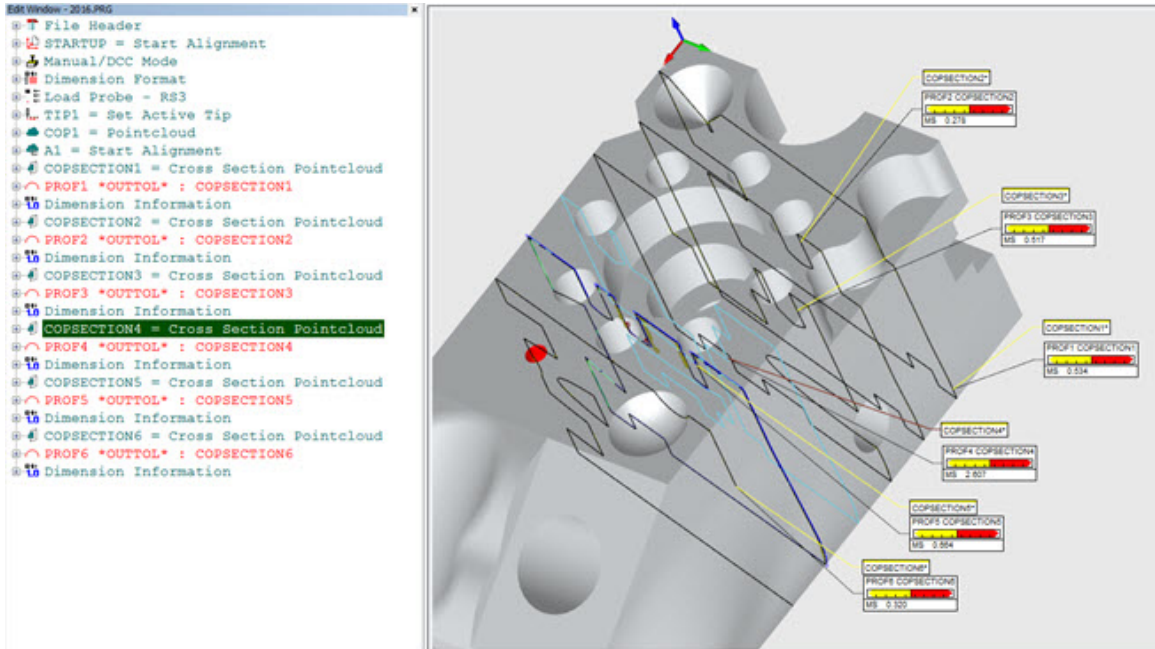 Edit Window - 2016.PRG
File Header
STARTUP = Start Alignment
Manual/DCC Mode
Dimension Format
Load Probe - RS3
TIP1 = Set Active Tip
COP1 = Pointcloud
A1 = Start Alignment
COPSECTION1 = Cross Section Pointcloud
PROF1 *OUTTOL* : COPSECTION1
Dimension Information
COPSECTION2 = Cross Section Pointcloud
PROF2 *OUTTOL* : COPSECTION2
Dimension Information
COPSECTION3 = Cross Section Pointcloud
PROF3 *OUTTOL* : COPSECTION3
Dimension Information
COPSECTION4 = Cross Section Pointcloud
PROF4 *OUTTOL* : COPSECTION4
Dimension Information
COPSECTION5 = Cross Section Pointcloud
PROF5 *OUTTOL* : COPSECTION5
Dimension Information
COPSECTION6 = Cross Section Pointcloud
PROF6 *OUTTOL* : COPSECTION6
Dimension Information
COPSECTION2*
PROF2 COPSECTION2
MS 0.278
COPSECTION3*
PROF3 COPSECTION3
MS 0.517
COPSECTION1*
PROF1 COPSECTION1
MS 0.534
COPSECTION4*
PROF4 COPSECTION4
MS 2.607
COPSECTION5*
PROF5 COPSECTION5
MS
COPSECTION6*
PROF6 COPSECTION6
MS 0.320